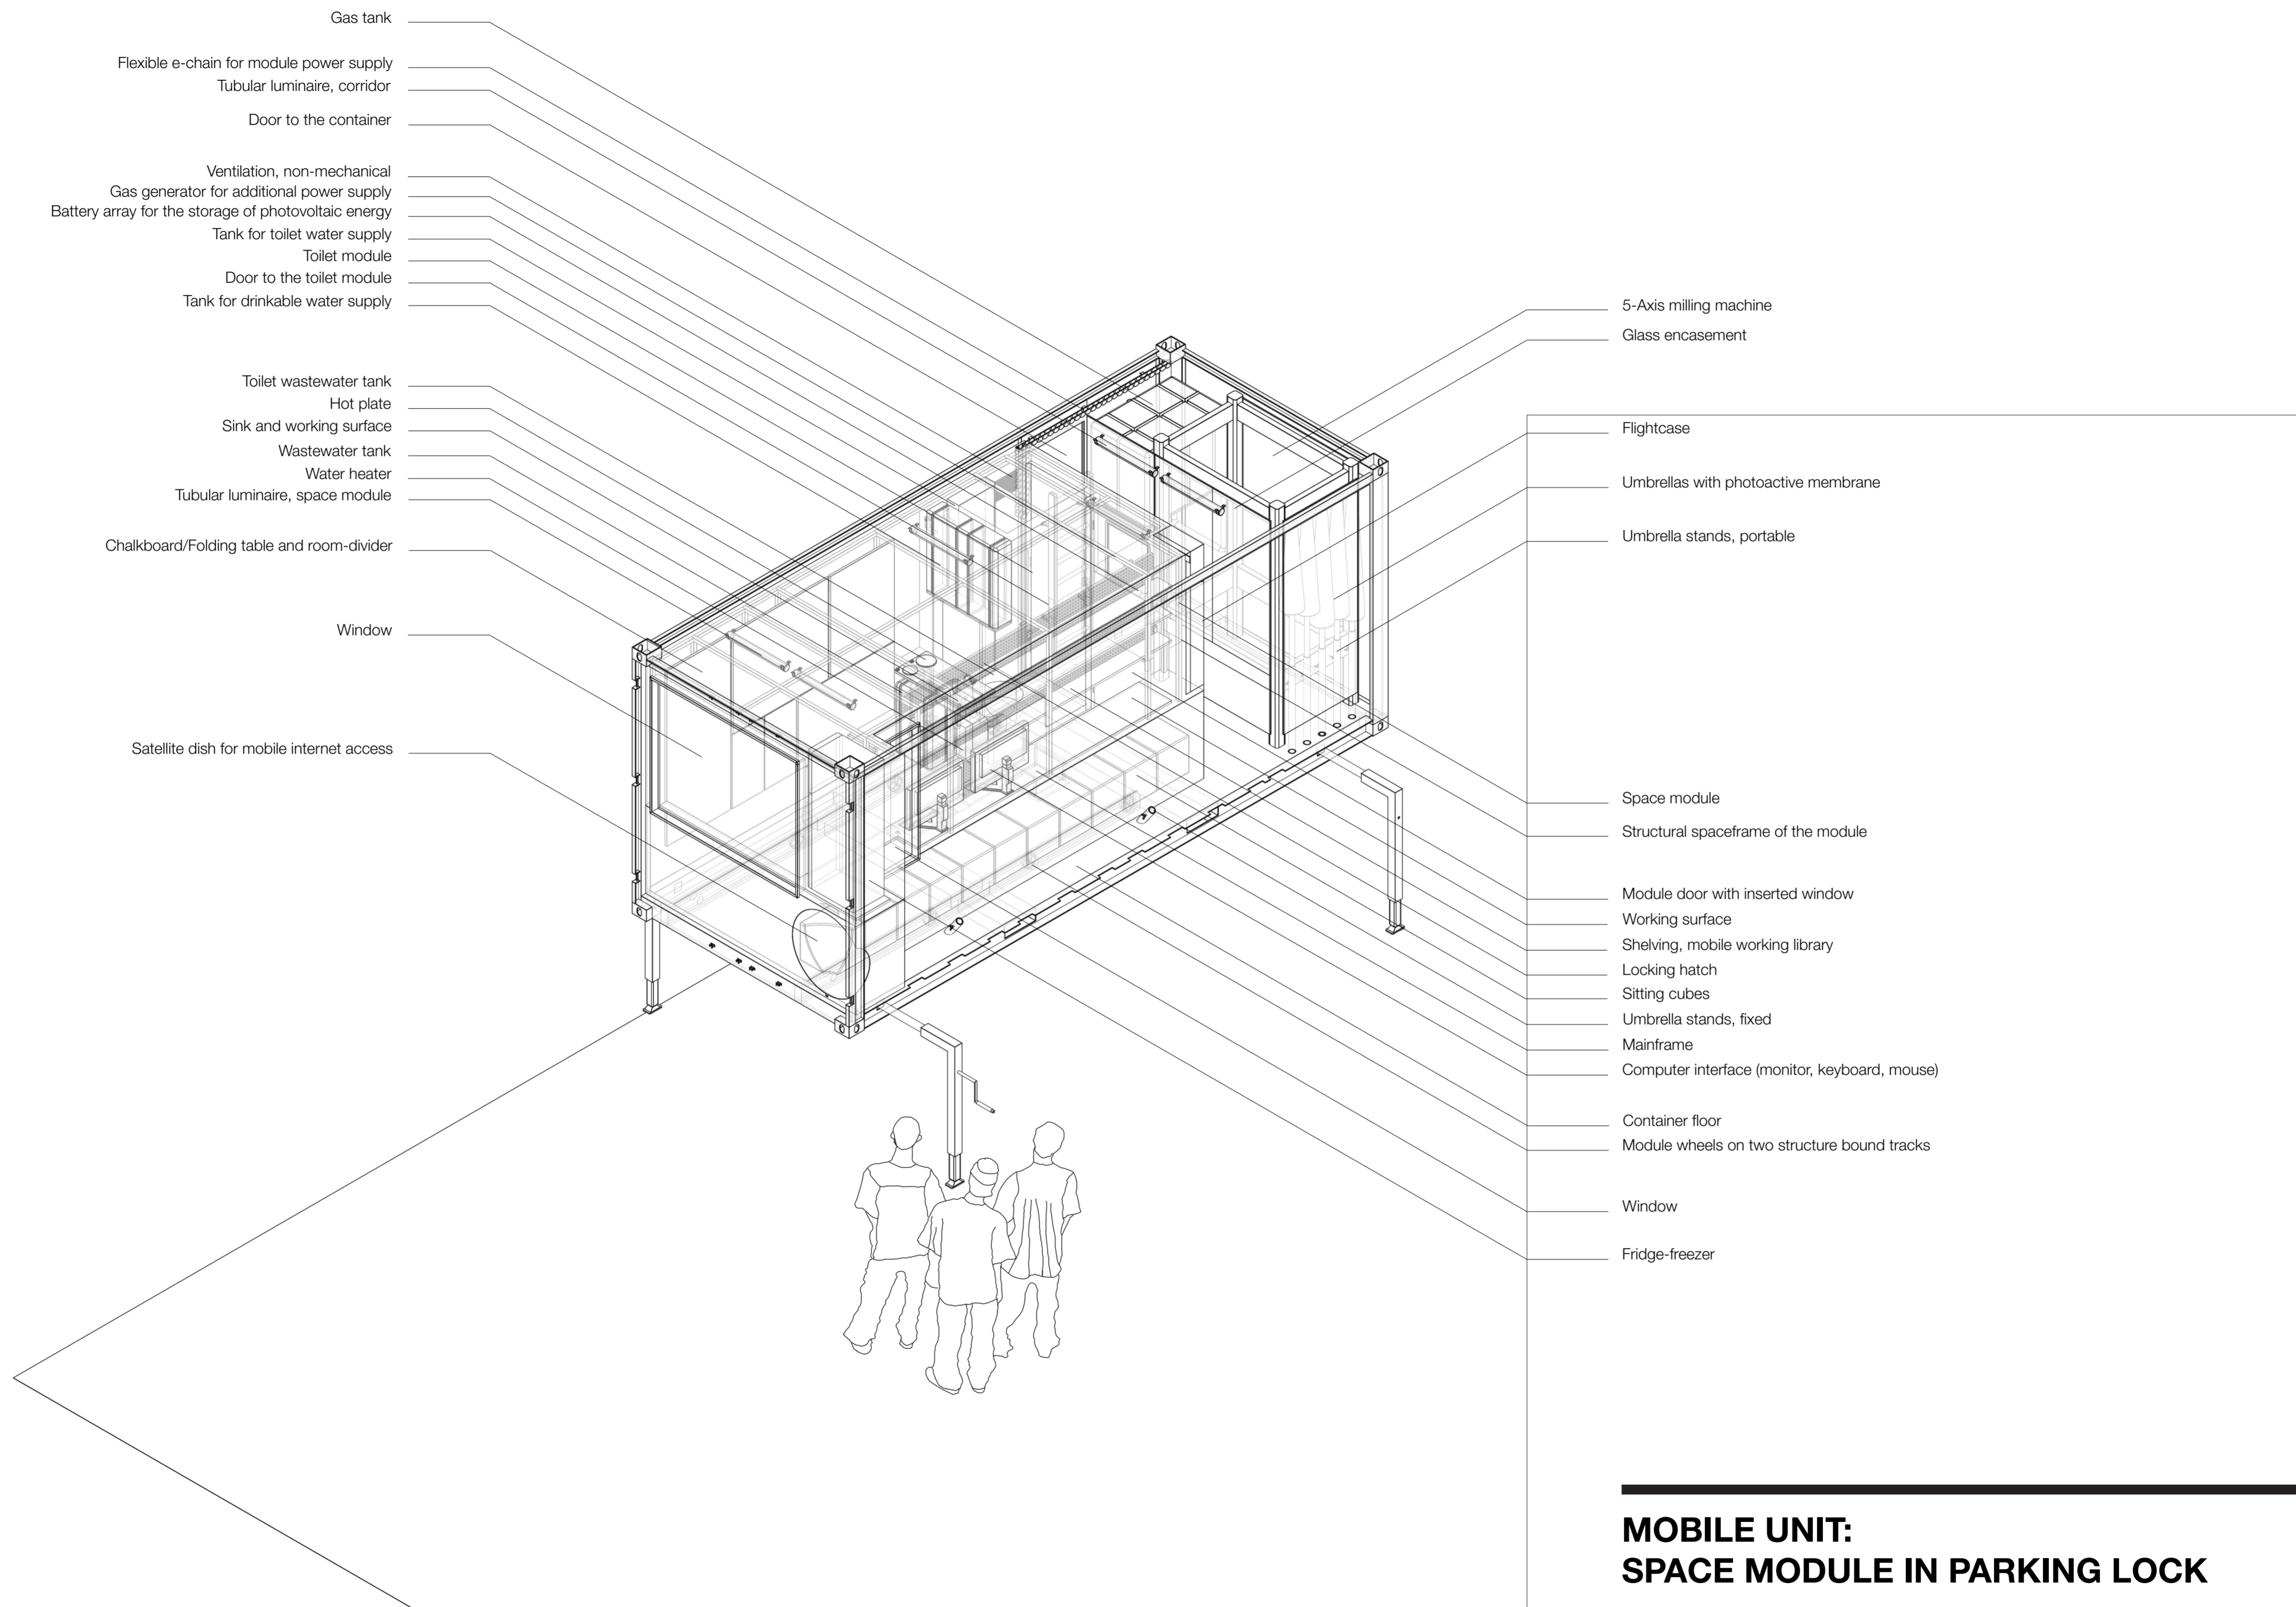 Gas tank
Flexible e-chain for module power supply
Tubular luminaire, corridor
Door to the container
Ventilation, non-mechanical
Gas generator for additional power supply
Battery array for the storage of photovoltaic energy
Tank for toilet water supply
Toilet module
Door to the toilet module
Tank for drinkable water supply
Toilet wastewater tank
Hot plate
Sink and working surface
Wastewater tank
Water heater
Tubular luminaire, space module
Chalkboard/Folding table and room-divider
Window
Satellite dish for mobile internet access
5-Axis milling machine
Glass encasement
Flightcase
Umbrellas with photoactive membrane
Umbrella stands, portable
Space module
Structural spaceframe of the module
Module door with inserted window
Working surface
Shelving, mobile working library
Locking hatch
Sitting cubes
Umbrella stands, fixed
Mainframe
Computer interface (monitor, keyboard, mouse)
Container floor
Module wheels on two structure bound tracks
Window
Fridge-freezer
MOBILE UNIT:
SPACE MODULE IN PARKING LOCK